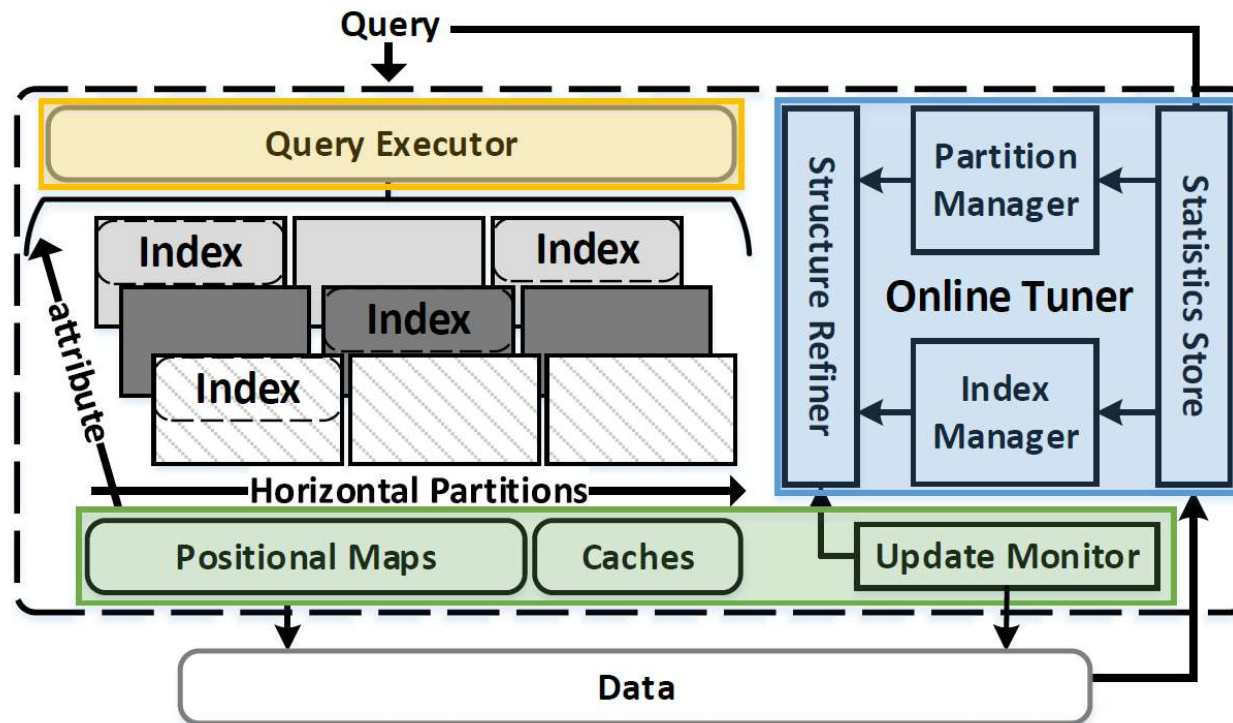 Query
Query Executor
Index
Index
Index
Index
attribute
Horizontal Partitions
Structure Refiner
Partition
Manager
Online Tuner
Index
Manager
Statistics Store
Positional Maps
Caches
Update Monitor
Data